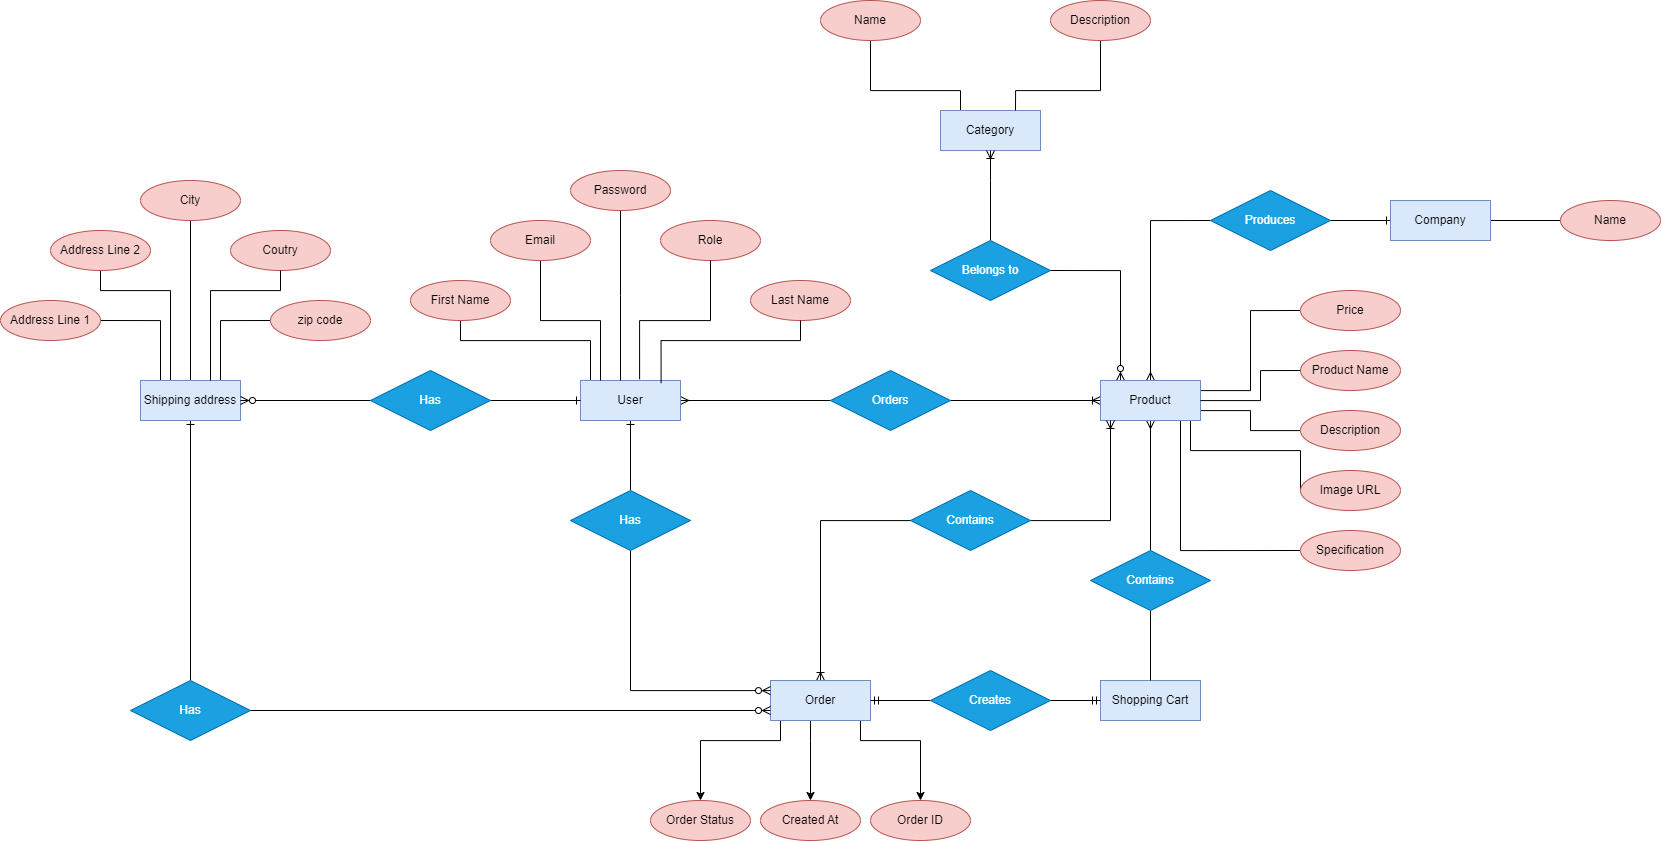 Name
Description
Category
City
Password
Produces
Company
Name
Address Line 2
Coutry
Email
Role
Belongs to
Address Line 1
zip code
First Name
Last Name
Price
Product Name
Shipping address
Has
User
Orders
Product
Description
Image URL
Has
Contains
Specification
Contains
Has
Order
Creates
Shopping Cart
Order Status
Created At
Order ID